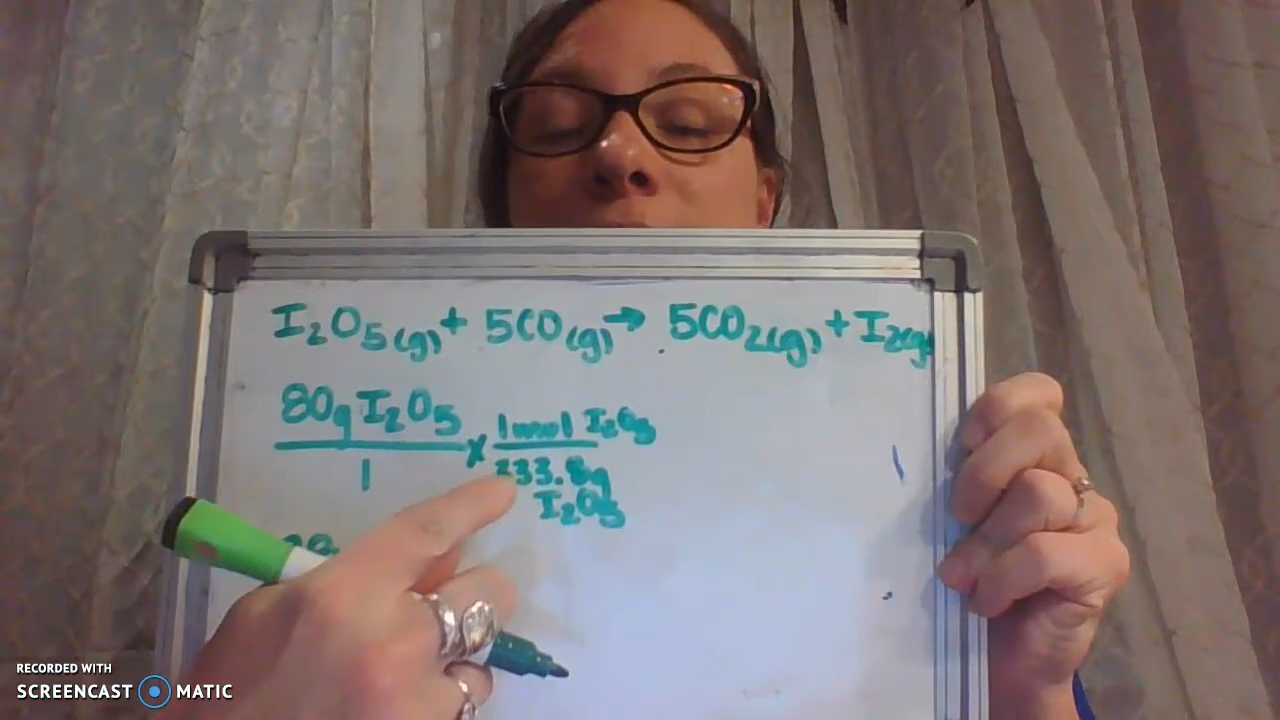 I₂O₅(g) + 5CO(g) → 5CO₂(g) + I₂(g)
80g I₂O₅ / 1 × 1mol I₂O₅ / 333.8g I₂O₅
RECORDED WITH
SCREENCAST-O-MATIC